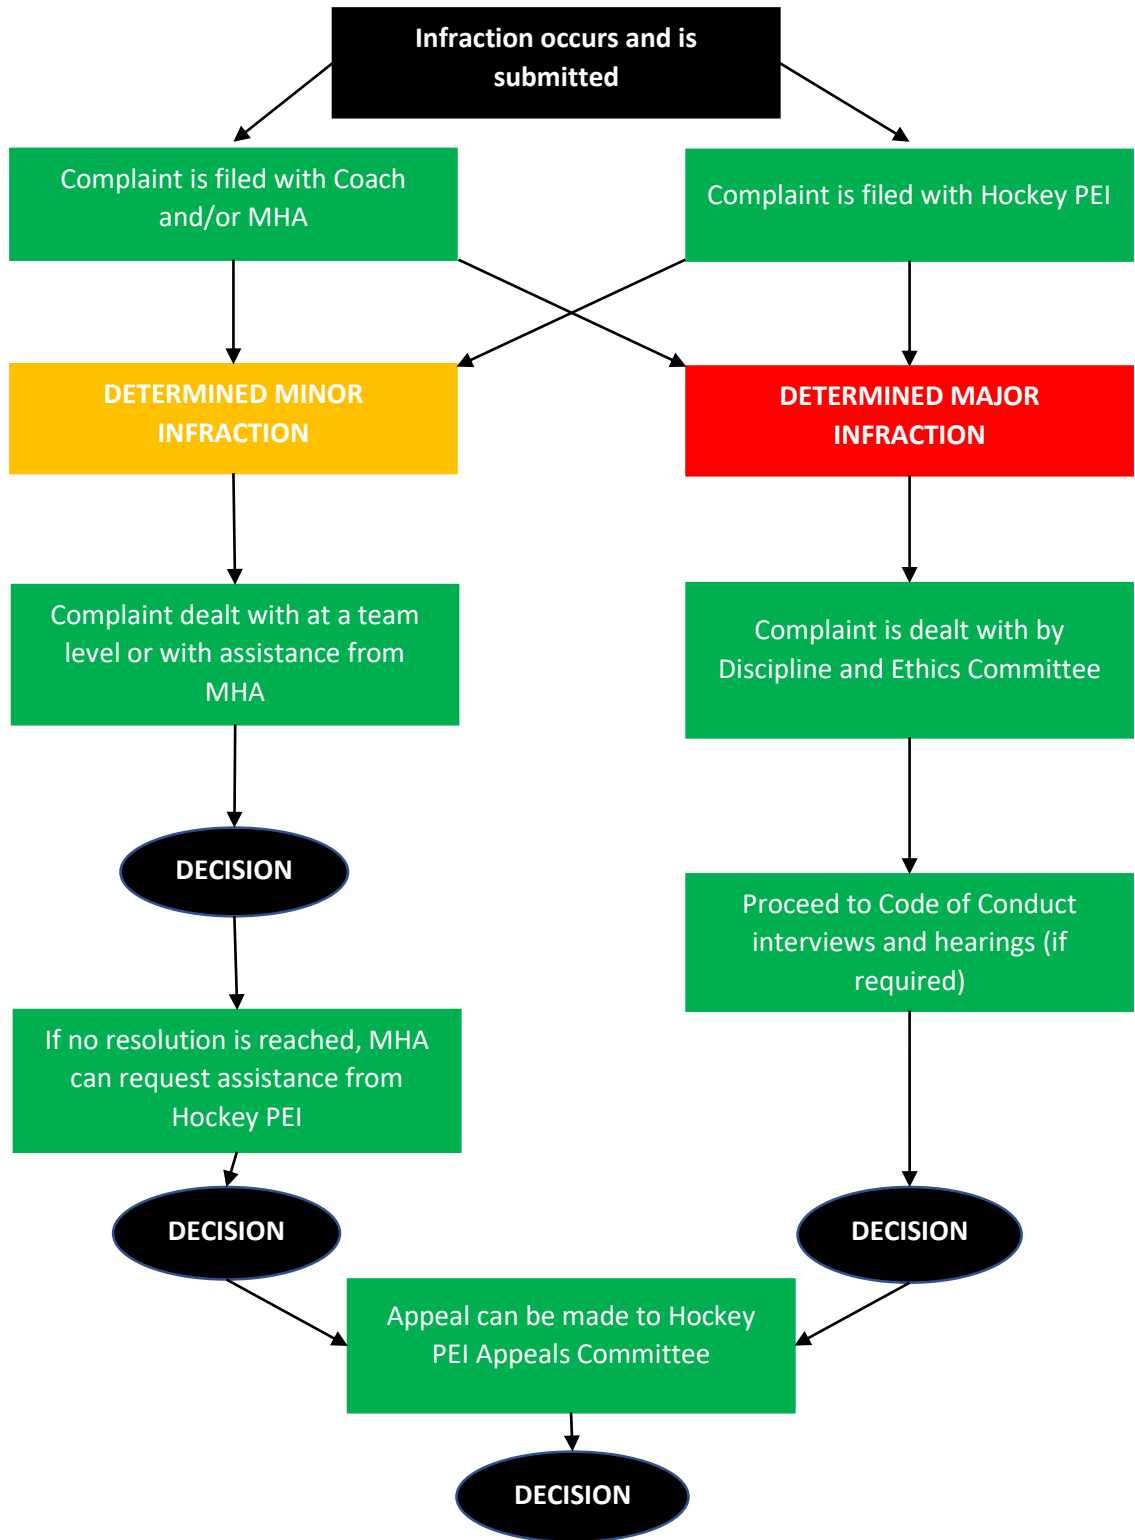 Infraction occurs and is
submitted
Complaint is filed with Coach
and/or MHA
Complaint is filed with Hockey PEI
DETERMINED MINOR
INFRACTION
DETERMINED MAJOR
INFRACTION
Complaint dealt with at a team
level or with assistance from
MHA
Complaint is dealt with by
Discipline and Ethics Committee
DECISION
Proceed to Code of Conduct
interviews and hearings (if
required)
If no resolution is reached, MHA
can request assistance from
Hockey PEI
DECISION
DECISION
Appeal can be made to Hockey
PEI Appeals Committee
DECISION